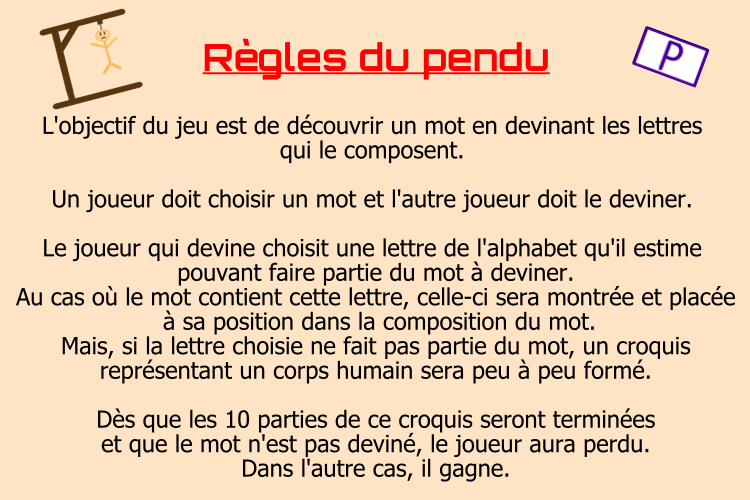 Règles du pendu
P
L'objectif du jeu est de découvrir un mot en devinant les lettres
qui le composent.
Un joueur doit choisir un mot et l'autre joueur doit le deviner.
Le joueur qui devine choisit une lettre de l'alphabet qu'il estime
pouvant faire partie du mot à deviner.
Au cas où le mot contient cette lettre, celle-ci sera montrée et placée
à sa position dans la composition du mot.
Mais, si la lettre choisie ne fait pas partie du mot, un croquis
représentant un corps humain sera peu à peu formé.
Dès que les 10 parties de ce croquis seront terminées
et que le mot n'est pas deviné, le joueur aura perdu.
Dans l'autre cas, il gagne.